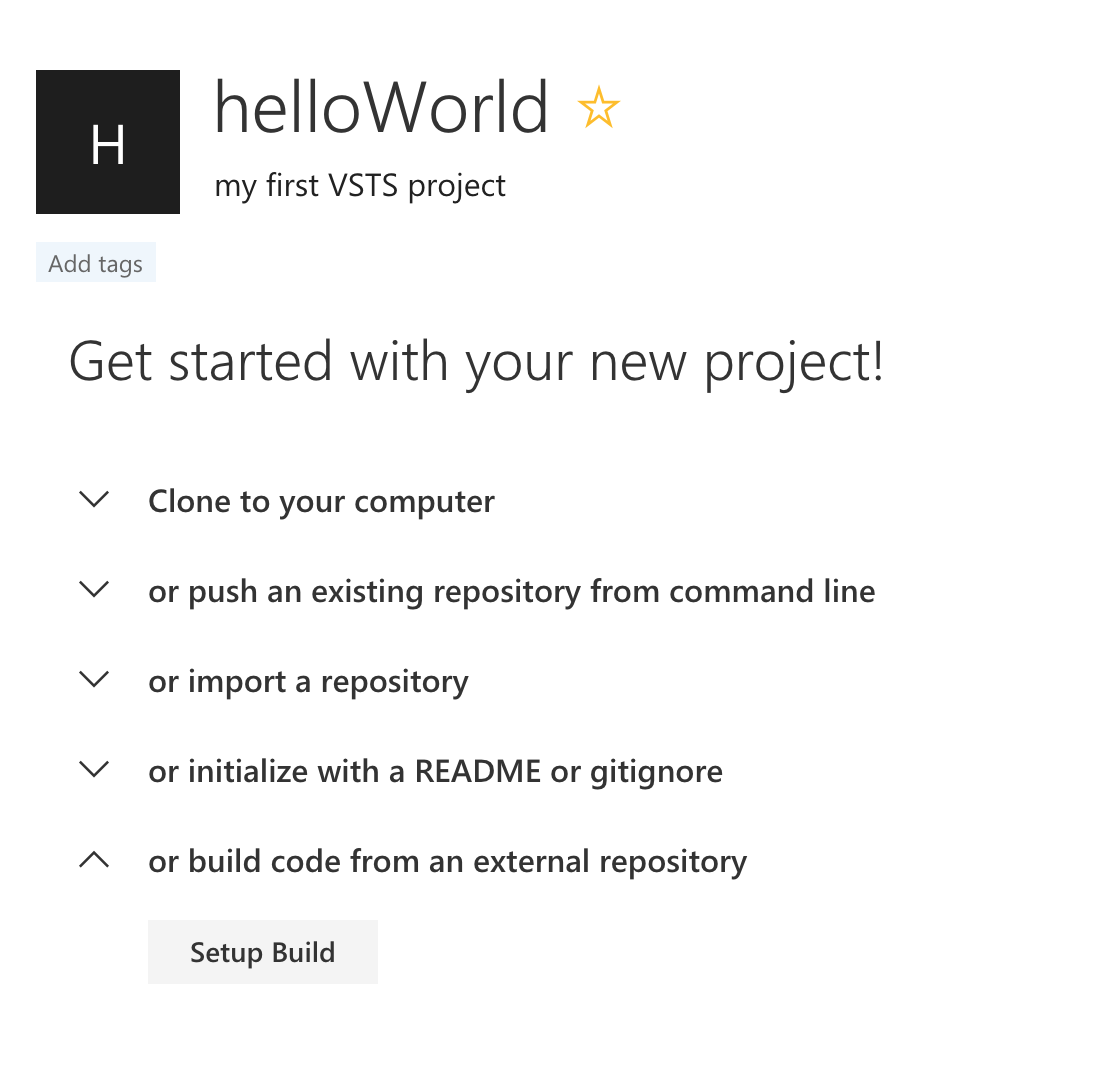 H
helloWorld
my first VSTS project
Add tags
Get started with your new project!
Clone to your computer
or push an existing repository from command line
or import a repository
or initialize with a README or gitignore
or build code from an external repository
Setup Build